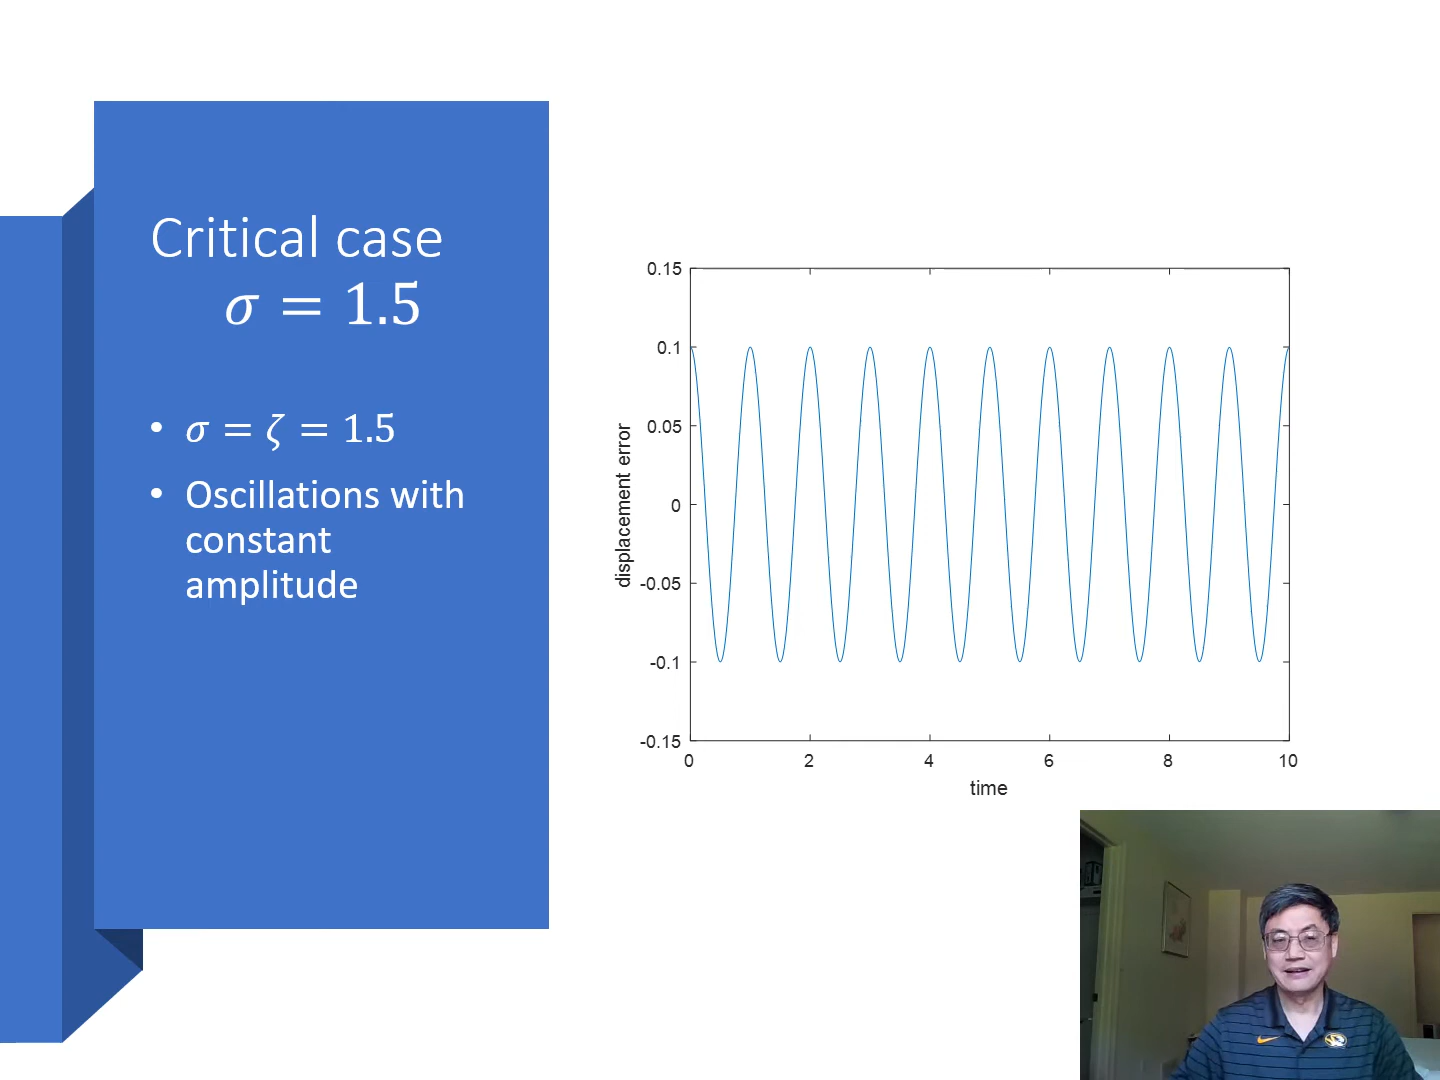 Critical case
𝜎 = 1.5
• 𝜎 = 𝜁 = 1.5
• Oscillations with
constant
amplitude
0.15
0.1
0.05
0
-0.05
-0.1
-0.15
displacement error
0 2 4 6 8 10
time